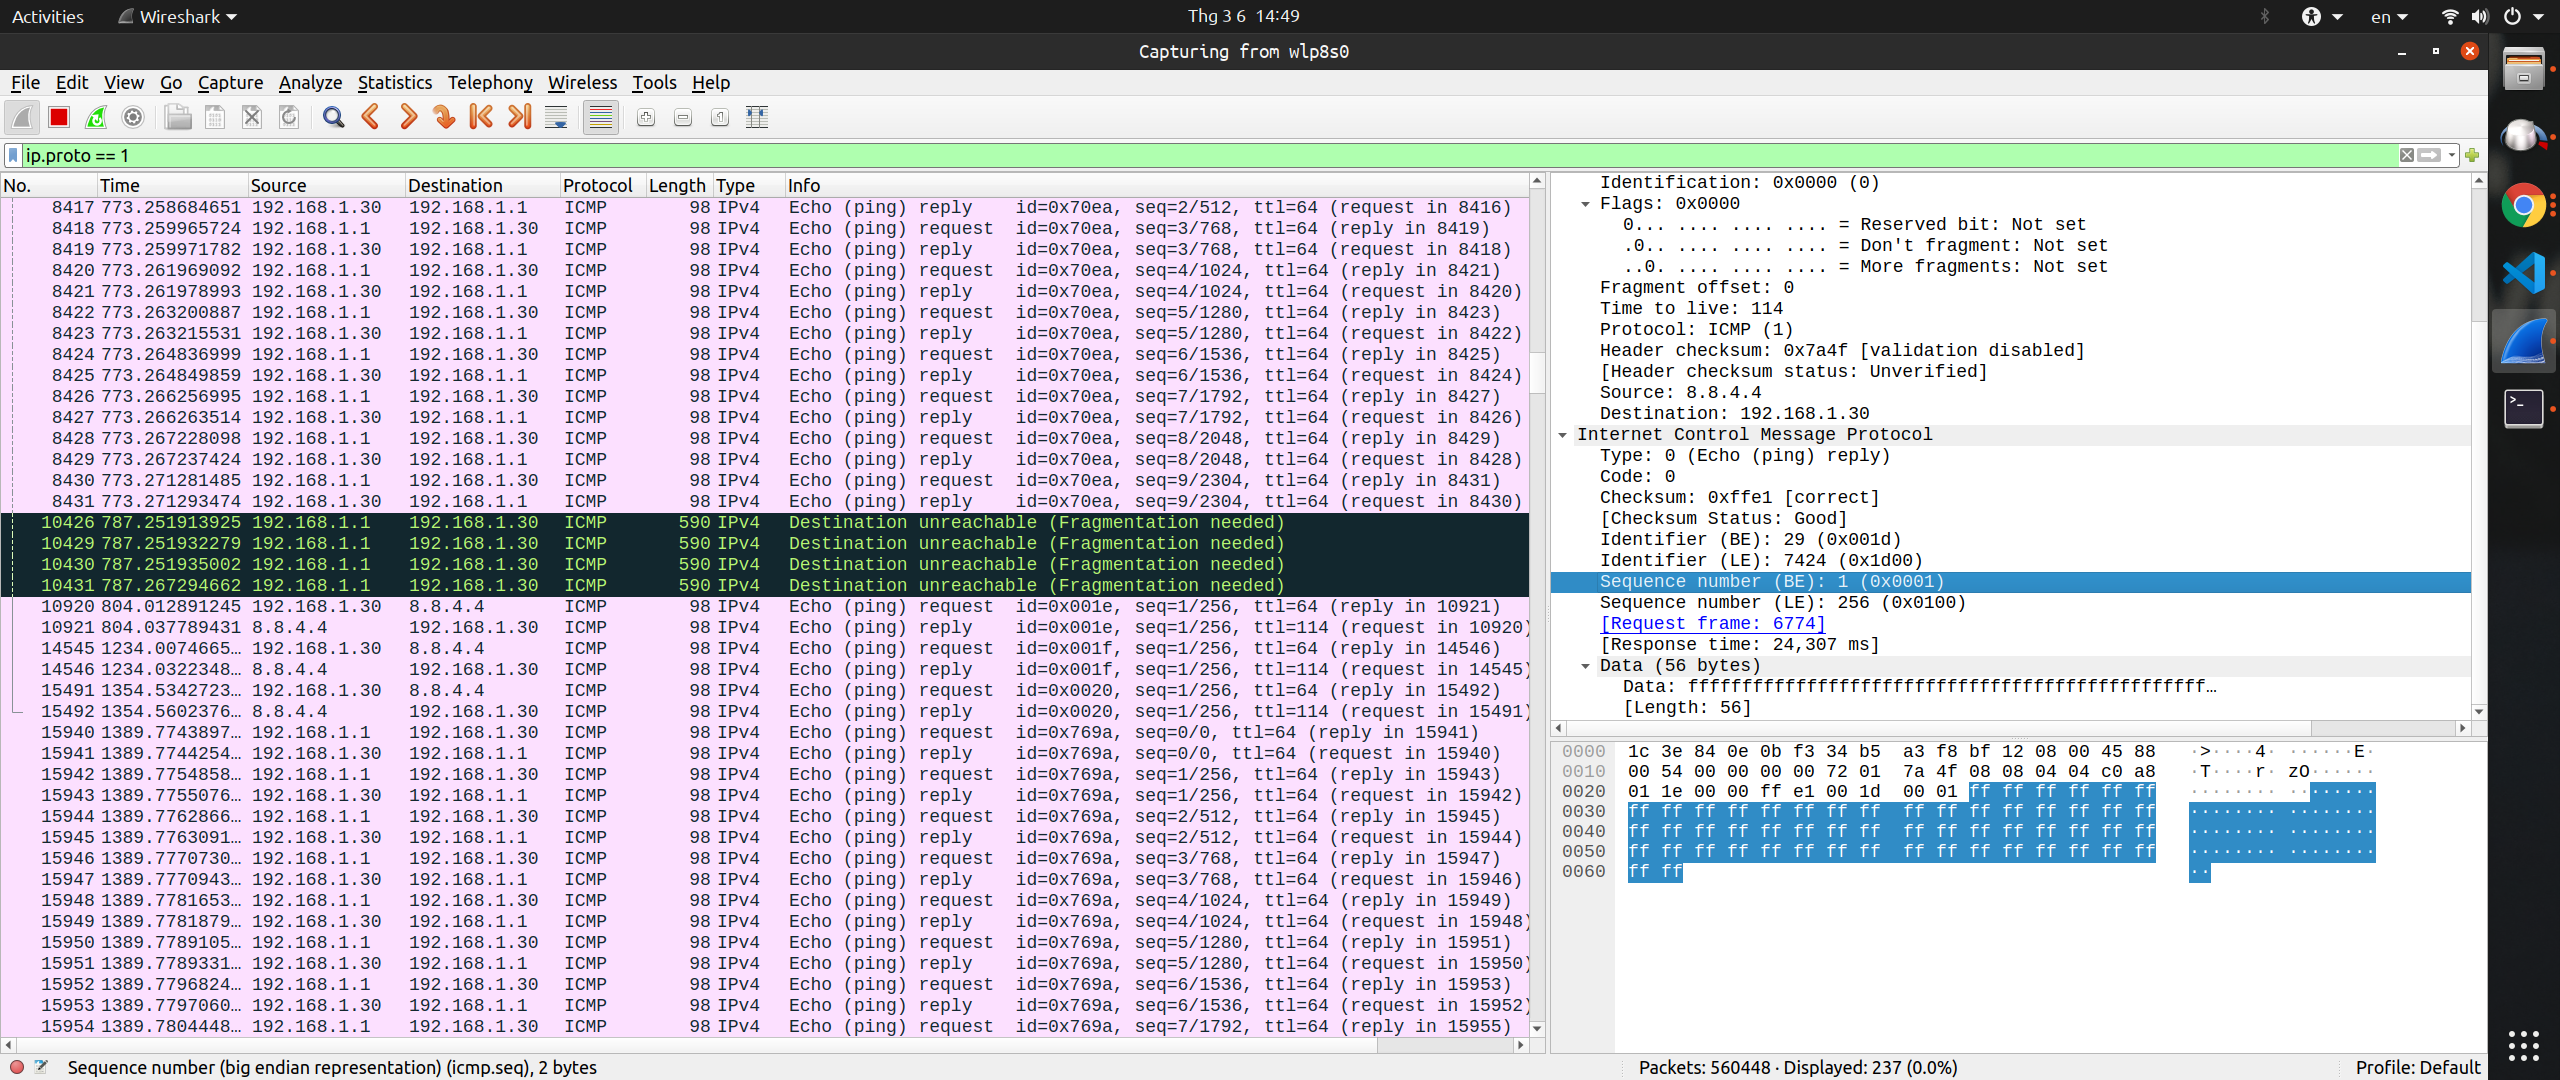 Activities
Wireshark
Thg 3 6 14:49
en
Capturing from wlp8s0
File Edit View Go Capture Analyze Statistics Telephony Wireless Tools Help
ip.proto == 1
No. Time Source Destination Protocol Length Type Info
8417 773.258684651 192.168.1.30 192.168.1.1 ICMP 98 IPv4 Echo (ping) reply id=0x70ea, seq=2/512, ttl=64 (request in 8416)
8418 773.259965724 192.168.1.1 192.168.1.30 ICMP 98 IPv4 Echo (ping) request id=0x70ea, seq=3/768, ttl=64 (reply in 8419)
8419 773.259971782 192.168.1.30 192.168.1.1 ICMP 98 IPv4 Echo (ping) reply id=0x70ea, seq=3/768, ttl=64 (request in 8418)
8420 773.261969092 192.168.1.1 192.168.1.30 ICMP 98 IPv4 Echo (ping) request id=0x70ea, seq=4/1024, ttl=64 (reply in 8421)
8421 773.261978993 192.168.1.30 192.168.1.1 ICMP 98 IPv4 Echo (ping) reply id=0x70ea, seq=4/1024, ttl=64 (request in 8420)
8422 773.263200887 192.168.1.1 192.168.1.30 ICMP 98 IPv4 Echo (ping) request id=0x70ea, seq=5/1280, ttl=64 (reply in 8423)
8423 773.263215531 192.168.1.30 192.168.1.1 ICMP 98 IPv4 Echo (ping) reply id=0x70ea, seq=5/1280, ttl=64 (request in 8422)
8424 773.264836999 192.168.1.1 192.168.1.30 ICMP 98 IPv4 Echo (ping) request id=0x70ea, seq=6/1536, ttl=64 (reply in 8425)
8425 773.264849859 192.168.1.30 192.168.1.1 ICMP 98 IPv4 Echo (ping) reply id=0x70ea, seq=6/1536, ttl=64 (request in 8424)
8426 773.266256995 192.168.1.1 192.168.1.30 ICMP 98 IPv4 Echo (ping) request id=0x70ea, seq=7/1792, ttl=64 (reply in 8427)
8427 773.266263514 192.168.1.30 192.168.1.1 ICMP 98 IPv4 Echo (ping) reply id=0x70ea, seq=7/1792, ttl=64 (request in 8426)
8428 773.267228098 192.168.1.1 192.168.1.30 ICMP 98 IPv4 Echo (ping) request id=0x70ea, seq=8/2048, ttl=64 (reply in 8429)
8429 773.267237424 192.168.1.30 192.168.1.1 ICMP 98 IPv4 Echo (ping) reply id=0x70ea, seq=8/2048, ttl=64 (request in 8428)
8430 773.271281485 192.168.1.1 192.168.1.30 ICMP 98 IPv4 Echo (ping) request id=0x70ea, seq=9/2304, ttl=64 (reply in 8431)
8431 773.271293474 192.168.1.30 192.168.1.1 ICMP 98 IPv4 Echo (ping) reply id=0x70ea, seq=9/2304, ttl=64 (request in 8430)
10426 787.251913925 192.168.1.1 192.168.1.30 ICMP 590 IPv4 Destination unreachable (Fragmentation needed)
10429 787.251932279 192.168.1.1 192.168.1.30 ICMP 590 IPv4 Destination unreachable (Fragmentation needed)
10430 787.251935002 192.168.1.1 192.168.1.30 ICMP 590 IPv4 Destination unreachable (Fragmentation needed)
10431 787.267294662 192.168.1.1 192.168.1.30 ICMP 590 IPv4 Destination unreachable (Fragmentation needed)
10920 804.012891245 192.168.1.30 8.8.4.4 ICMP 98 IPv4 Echo (ping) request id=0x001e, seq=1/256, ttl=64 (reply in 10921)
10921 804.037789431 8.8.4.4 192.168.1.30 ICMP 98 IPv4 Echo (ping) reply id=0x001e, seq=1/256, ttl=114 (request in 10920)
14545 1234.0074665… 192.168.1.30 8.8.4.4 ICMP 98 IPv4 Echo (ping) request id=0x001f, seq=1/256, ttl=64 (reply in 14546)
14546 1234.0322348… 8.8.4.4 192.168.1.30 ICMP 98 IPv4 Echo (ping) reply id=0x001f, seq=1/256, ttl=114 (request in 14545)
15491 1354.5342723… 192.168.1.30 8.8.4.4 ICMP 98 IPv4 Echo (ping) request id=0x0020, seq=1/256, ttl=64 (reply in 15492)
15492 1354.5602376… 8.8.4.4 192.168.1.30 ICMP 98 IPv4 Echo (ping) reply id=0x0020, seq=1/256, ttl=114 (request in 15491)
15940 1389.7743897… 192.168.1.1 192.168.1.30 ICMP 98 IPv4 Echo (ping) request id=0x769a, seq=0/0, ttl=64 (reply in 15941)
15941 1389.7744254… 192.168.1.30 192.168.1.1 ICMP 98 IPv4 Echo (ping) reply id=0x769a, seq=0/0, ttl=64 (request in 15940)
15942 1389.7754858… 192.168.1.1 192.168.1.30 ICMP 98 IPv4 Echo (ping) request id=0x769a, seq=1/256, ttl=64 (reply in 15943)
15943 1389.7755076… 192.168.1.30 192.168.1.1 ICMP 98 IPv4 Echo (ping) reply id=0x769a, seq=1/256, ttl=64 (request in 15942)
15944 1389.7762866… 192.168.1.1 192.168.1.30 ICMP 98 IPv4 Echo (ping) request id=0x769a, seq=2/512, ttl=64 (reply in 15945)
15945 1389.7763091… 192.168.1.30 192.168.1.1 ICMP 98 IPv4 Echo (ping) reply id=0x769a, seq=2/512, ttl=64 (request in 15944)
15946 1389.7770730… 192.168.1.1 192.168.1.30 ICMP 98 IPv4 Echo (ping) request id=0x769a, seq=3/768, ttl=64 (reply in 15947)
15947 1389.7770943… 192.168.1.30 192.168.1.1 ICMP 98 IPv4 Echo (ping) reply id=0x769a, seq=3/768, ttl=64 (request in 15946)
15948 1389.7781653… 192.168.1.1 192.168.1.30 ICMP 98 IPv4 Echo (ping) request id=0x769a, seq=4/1024, ttl=64 (reply in 15949)
15949 1389.7781879… 192.168.1.30 192.168.1.1 ICMP 98 IPv4 Echo (ping) reply id=0x769a, seq=4/1024, ttl=64 (request in 15948)
15950 1389.7789105… 192.168.1.1 192.168.1.30 ICMP 98 IPv4 Echo (ping) request id=0x769a, seq=5/1280, ttl=64 (reply in 15951)
15951 1389.7789331… 192.168.1.30 192.168.1.1 ICMP 98 IPv4 Echo (ping) reply id=0x769a, seq=5/1280, ttl=64 (request in 15950)
15952 1389.7796824… 192.168.1.1 192.168.1.30 ICMP 98 IPv4 Echo (ping) request id=0x769a, seq=6/1536, ttl=64 (reply in 15953)
15953 1389.7797060… 192.168.1.30 192.168.1.1 ICMP 98 IPv4 Echo (ping) reply id=0x769a, seq=6/1536, ttl=64 (request in 15952)
15954 1389.7804448… 192.168.1.1 192.168.1.30 ICMP 98 IPv4 Echo (ping) request id=0x769a, seq=7/1792, ttl=64 (reply in 15955)
Identification: 0x0000 (0)
Flags: 0x0000
0... .... .... .... = Reserved bit: Not set
.0.. .... .... .... = Don't fragment: Not set
..0. .... .... .... = More fragments: Not set
Fragment offset: 0
Time to live: 114
Protocol: ICMP (1)
Header checksum: 0x7a4f [validation disabled]
[Header checksum status: Unverified]
Source: 8.8.4.4
Destination: 192.168.1.30
Internet Control Message Protocol
Type: 0 (Echo (ping) reply)
Code: 0
Checksum: 0xffe1 [correct]
[Checksum Status: Good]
Identifier (BE): 29 (0x001d)
Identifier (LE): 7424 (0x1d00)
Sequence number (BE): 1 (0x0001)
Sequence number (LE): 256 (0x0100)
[Request frame: 6774]
[Response time: 24,307 ms]
Data (56 bytes)
Data: ffffffffffffffffffffffffffffffffffffffffffffffff…
[Length: 56]
0000 1c 3e 84 0e 0b f3 34 b5 a3 f8 bf 12 08 00 45 88 ·>····4· ······E·
0010 00 54 00 00 00 00 72 01 7a 4f 08 08 04 04 c0 a8 ·T····r· zO······
0020 01 1e 00 00 ff e1 00 1d 00 01 ff ff ff ff ff ff ········ ········
0030 ff ff ff ff ff ff ff ff ff ff ff ff ff ff ff ff ········ ········
0040 ff ff ff ff ff ff ff ff ff ff ff ff ff ff ff ff ········ ········
0050 ff ff ff ff ff ff ff ff ff ff ff ff ff ff ff ff ········ ········
0060 ff ff ··
Sequence number (big endian representation) (icmp.seq), 2 bytes
Packets: 560448 · Displayed: 237 (0.0%)
Profile: Default